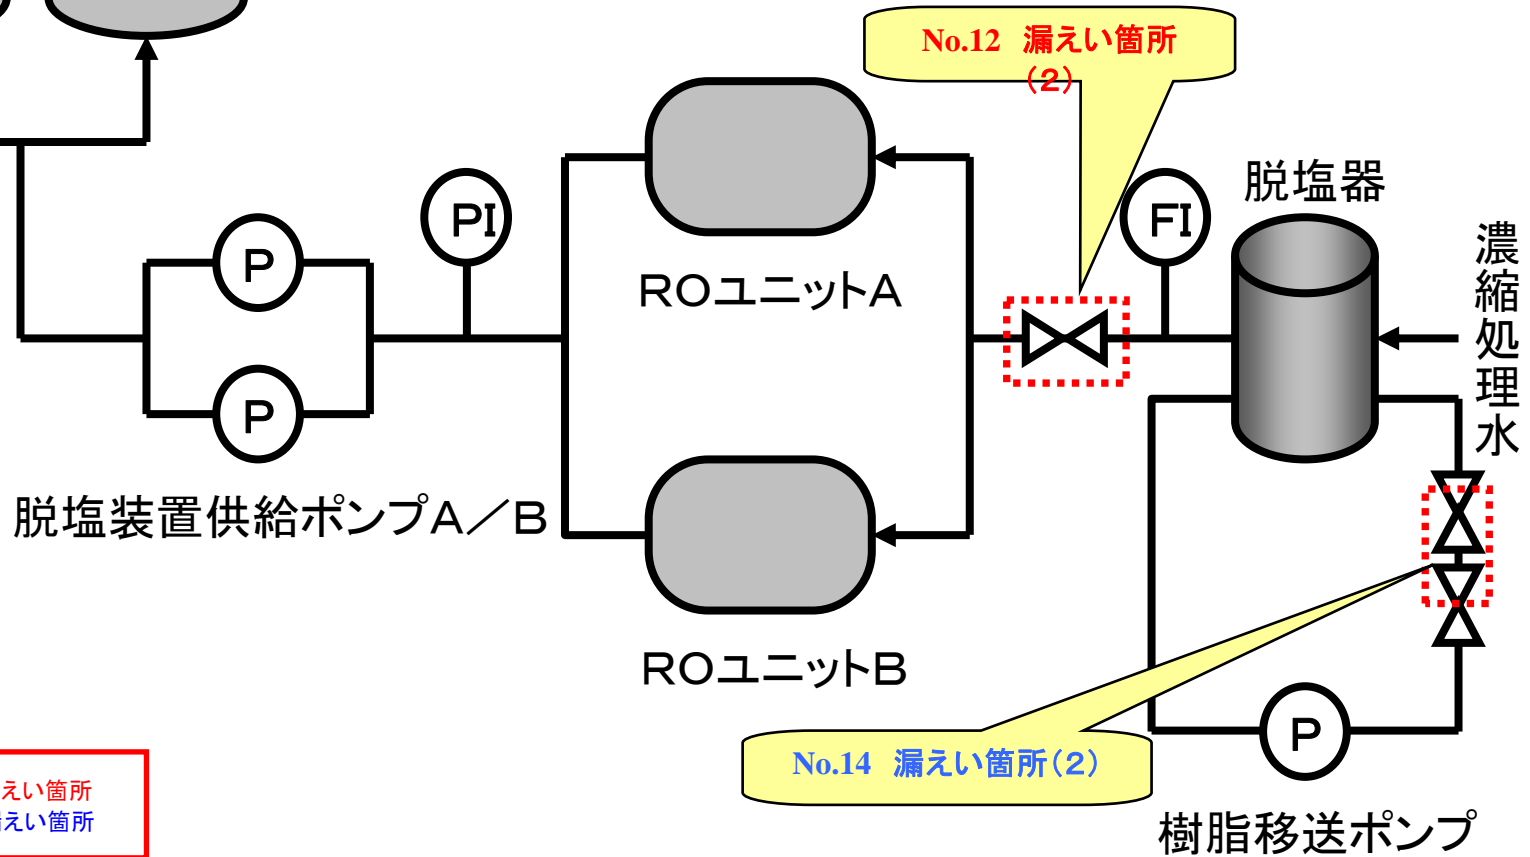 No.12 漏えい箇所
（２）
脱塩器
ＰＩ
ＦＩ
濃縮処理水
Ｐ
ＲＯユニットＡ
Ｐ
脱塩装置供給ポンプＡ／Ｂ
ＲＯユニットＢ
Ｐ
No.14 漏えい箇所（２）
えい箇所
えい箇所
樹脂移送ポンプ